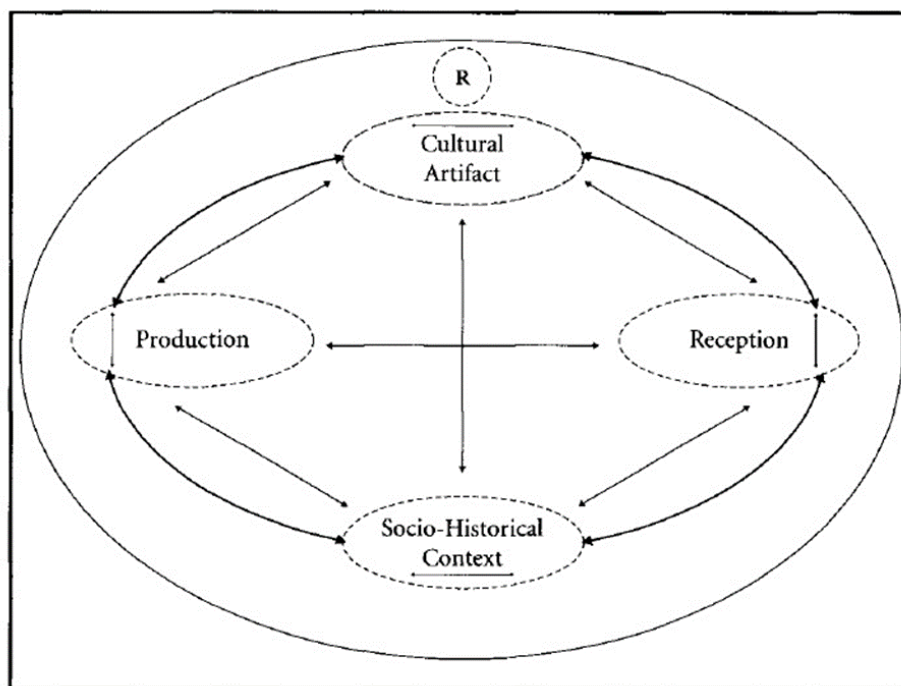 R
Cultural
Artifact
Production
Reception
Socio-Historical
Context